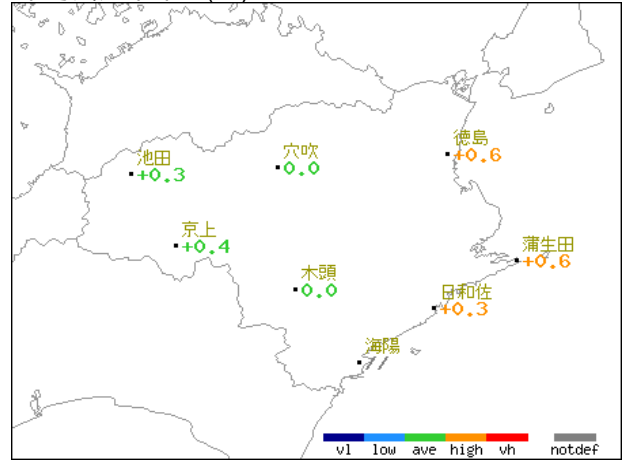 徳島
+0.6
穴吹
0.0
池田
+0.3
京上
+0.4
蒲生田
+0.6
木頭
0.0
日和佐
+0.3
海陽
//
vl low ave high vh notdef